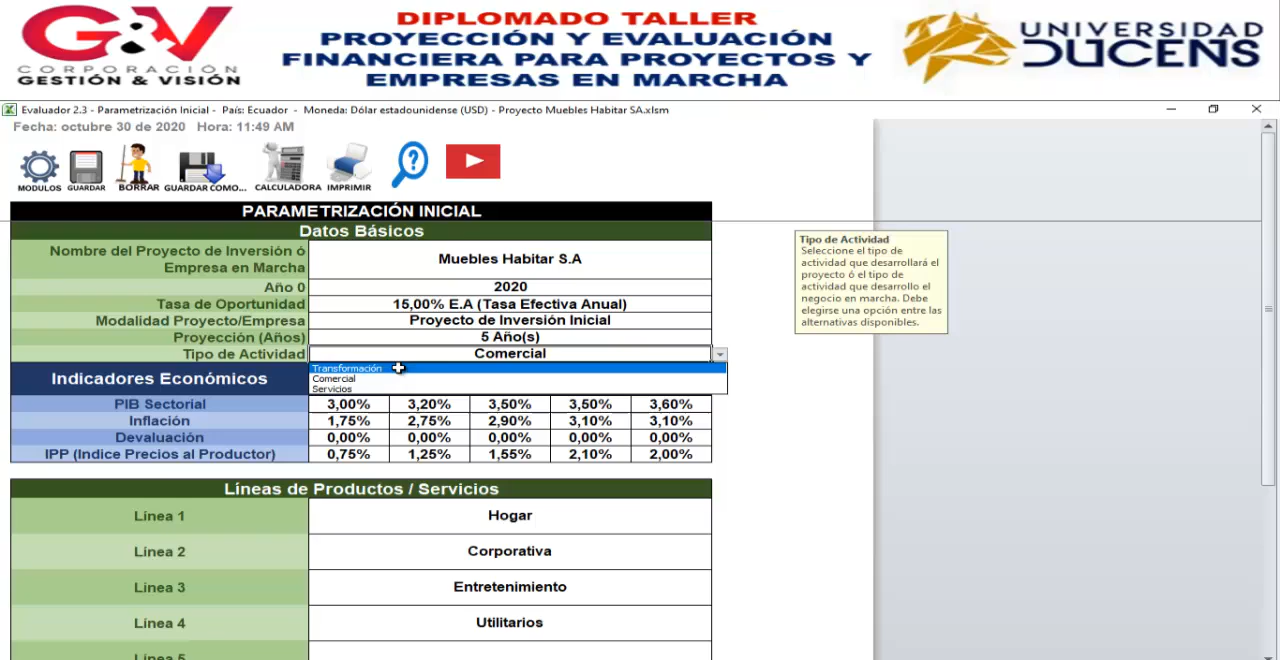 G&V
CORPORACIÓN
GESTIÓN & VISIÓN
DIPLOMADO TALLER
PROYECCIÓN Y EVALUACIÓN
FINANCIERA PARA PROYECTOS Y
EMPRESAS EN MARCHA
UNIVERSIDAD
DUCENS
Evaluador 2.3 - Parametrización Inicial - País: Ecuador - Moneda: Dólar estadounidense (USD) - Proyecto Muebles Habitar SA.xlsm
Fecha: octubre 30 de 2020 Hora: 11:49 AM
MODULOS GUARDAR BORRAR GUARDAR COMO... CALCULADORA IMPRIMIR
PARAMETRIZACIÓN INICIAL
Datos Básicos
Nombre del Proyecto de Inversión ó
Empresa en Marcha
Muebles Habitar S.A
Año 0 2020
Tasa de Oportunidad 15,00% E.A (Tasa Efectiva Anual)
Modalidad Proyecto/Empresa Proyecto de Inversión Inicial
Proyección (Años) 5 Año(s)
Tipo de Actividad Comercial
Transformación
Comercial
Servicios
Indicadores Económicos
PIB Sectorial 3,00% 3,20% 3,50% 3,50% 3,60%
Inflación 1,75% 2,75% 2,90% 3,10% 3,10%
Devaluación 0,00% 0,00% 0,00% 0,00% 0,00%
IPP (Indice Precios al Productor) 0,75% 1,25% 1,55% 2,10% 2,00%
Líneas de Productos / Servicios
Línea 1 Hogar
Línea 2 Corporativa
Línea 3 Entretenimiento
Línea 4 Utilitarios
Línea 5
Tipo de Actividad
Seleccione el tipo de
actividad que desarrollará el
proyecto ó el tipo de
actividad que desarrollo el
negocio en marcha. Debe
elegirse una opción entre las
alternativas disponibles.